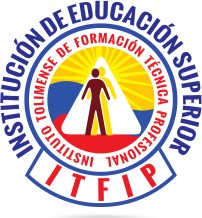 INSTITUCIÓN DE EDUCACIÓN SUPERIOR
INSTITUTO TOLIMENSE DE FORMACIÓN TÉCNICA PROFESIONAL
ITFIP